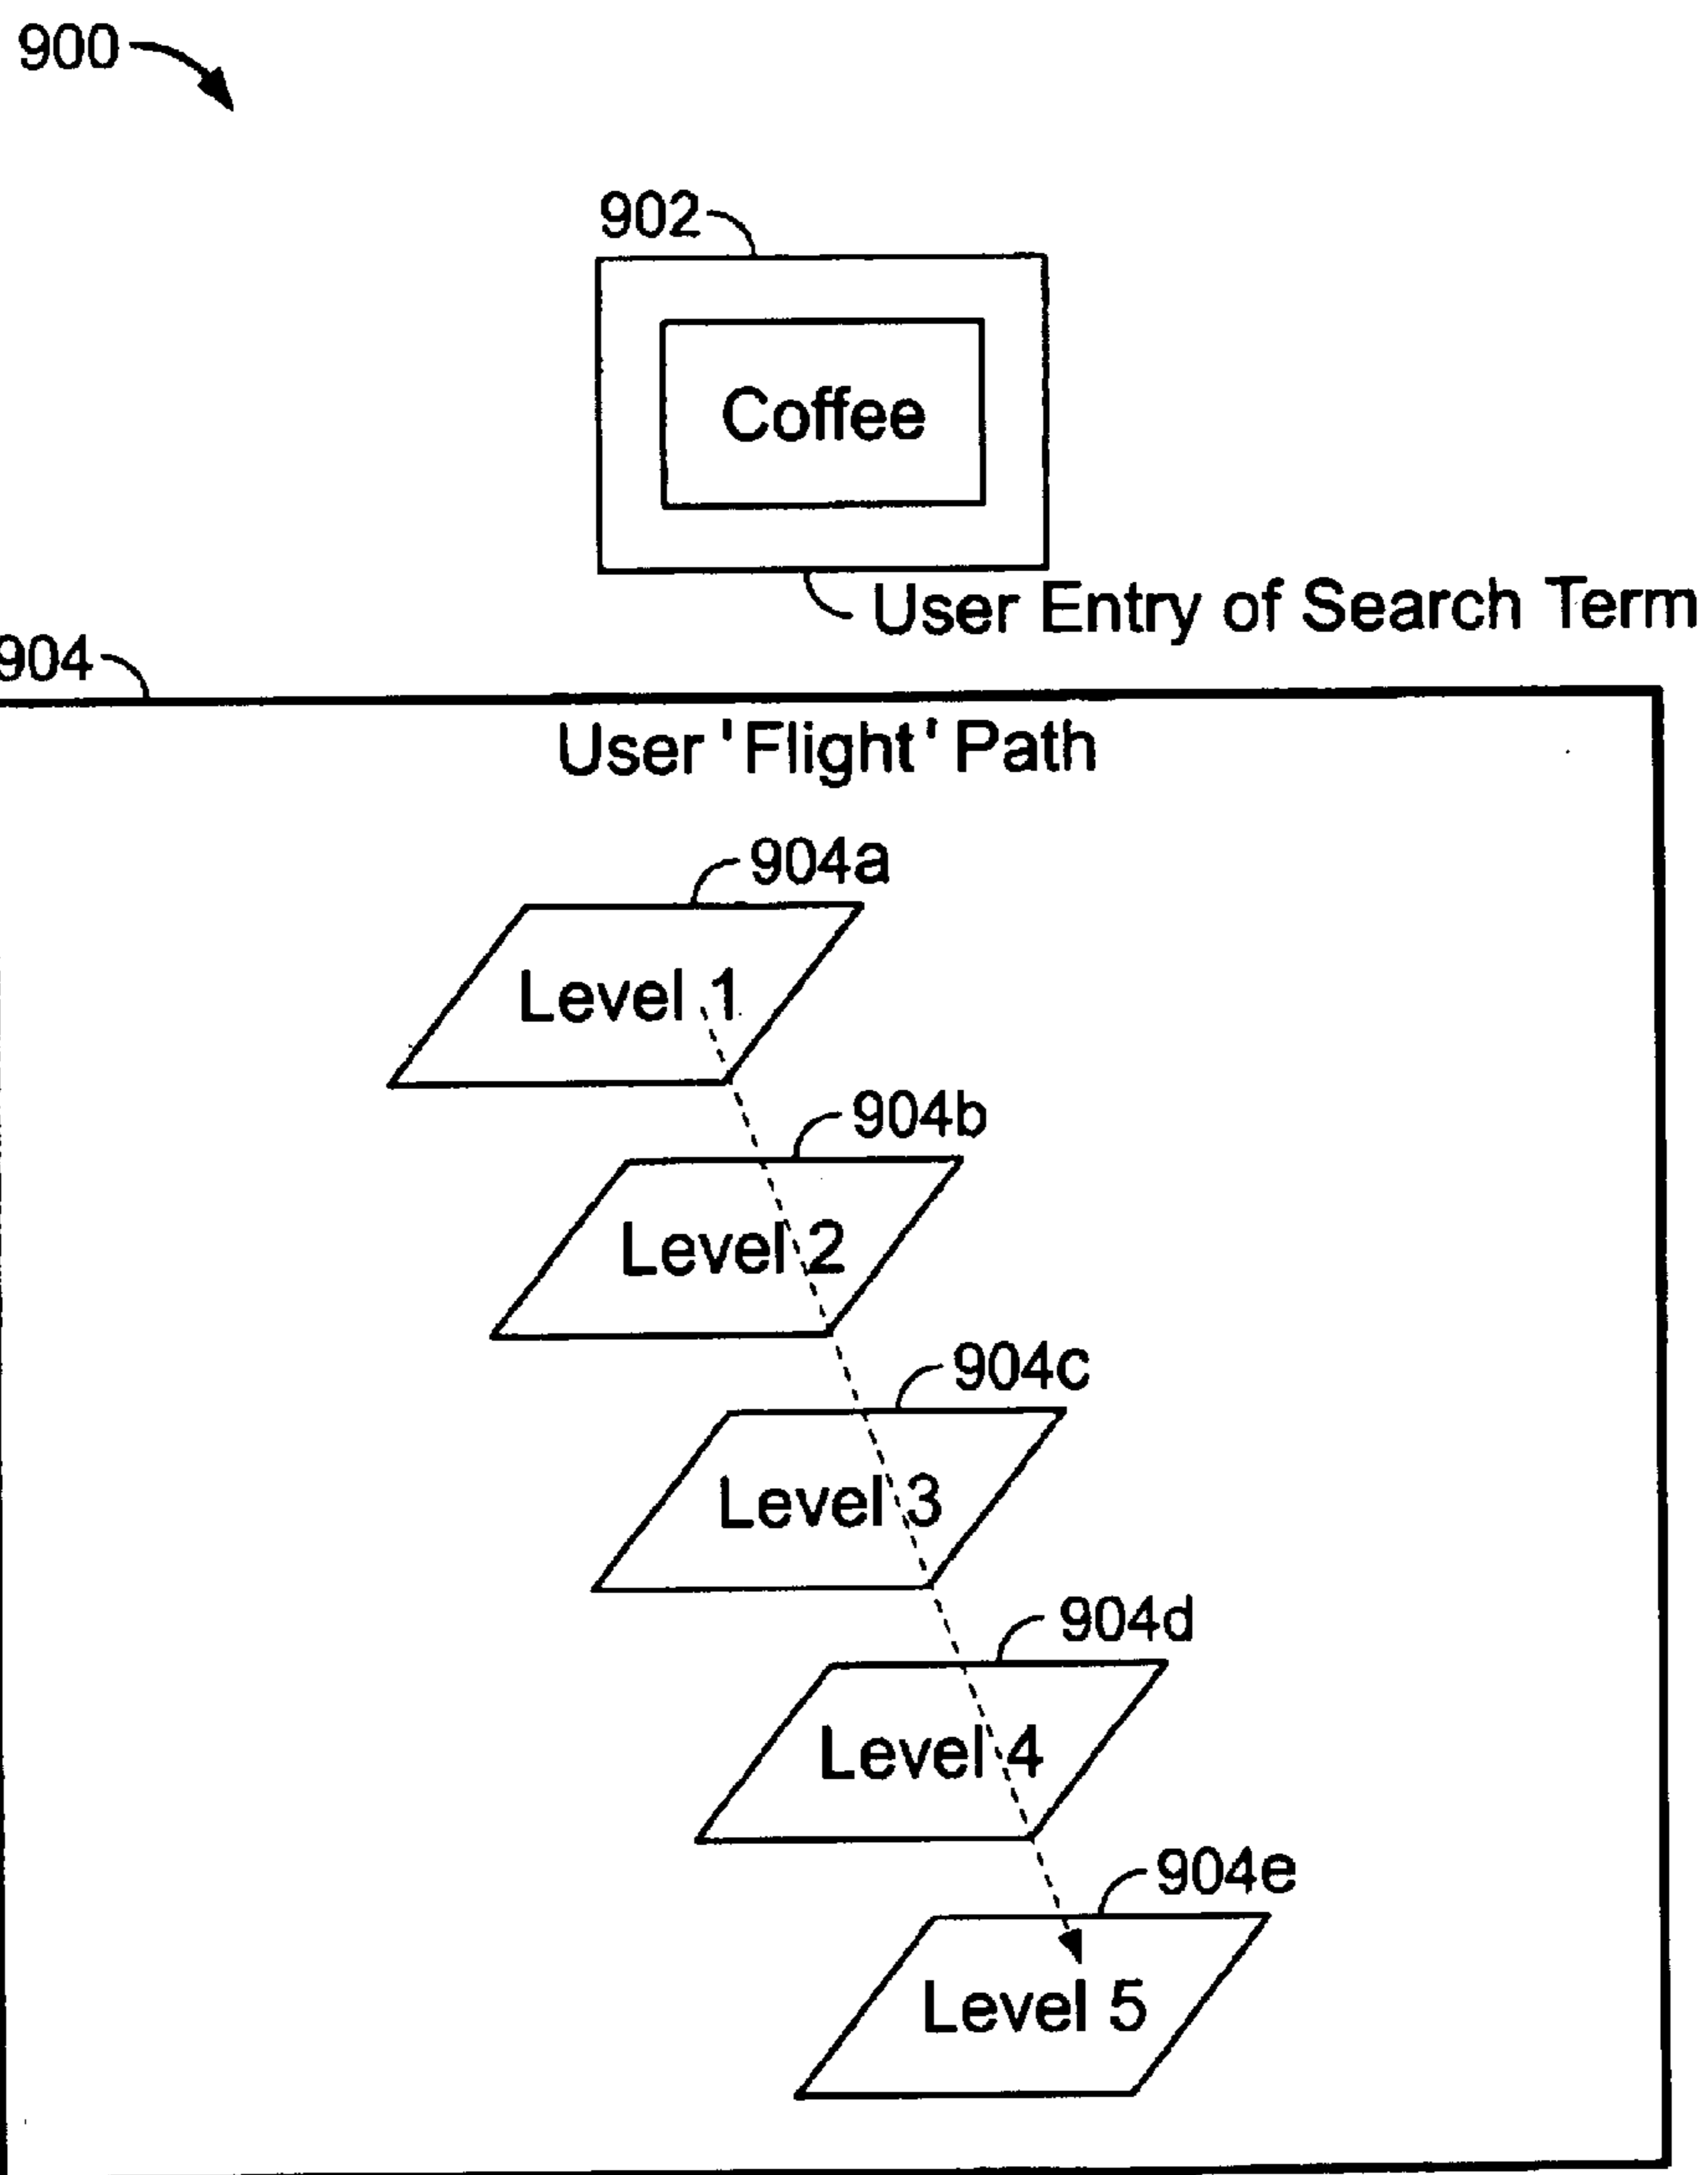 900
902
Coffee
User Entry of Search Term
904
User 'Flight' Path
904a
Level 1
904b
Level 2
904c
Level 3
904d
Level 4
904e
Level 5